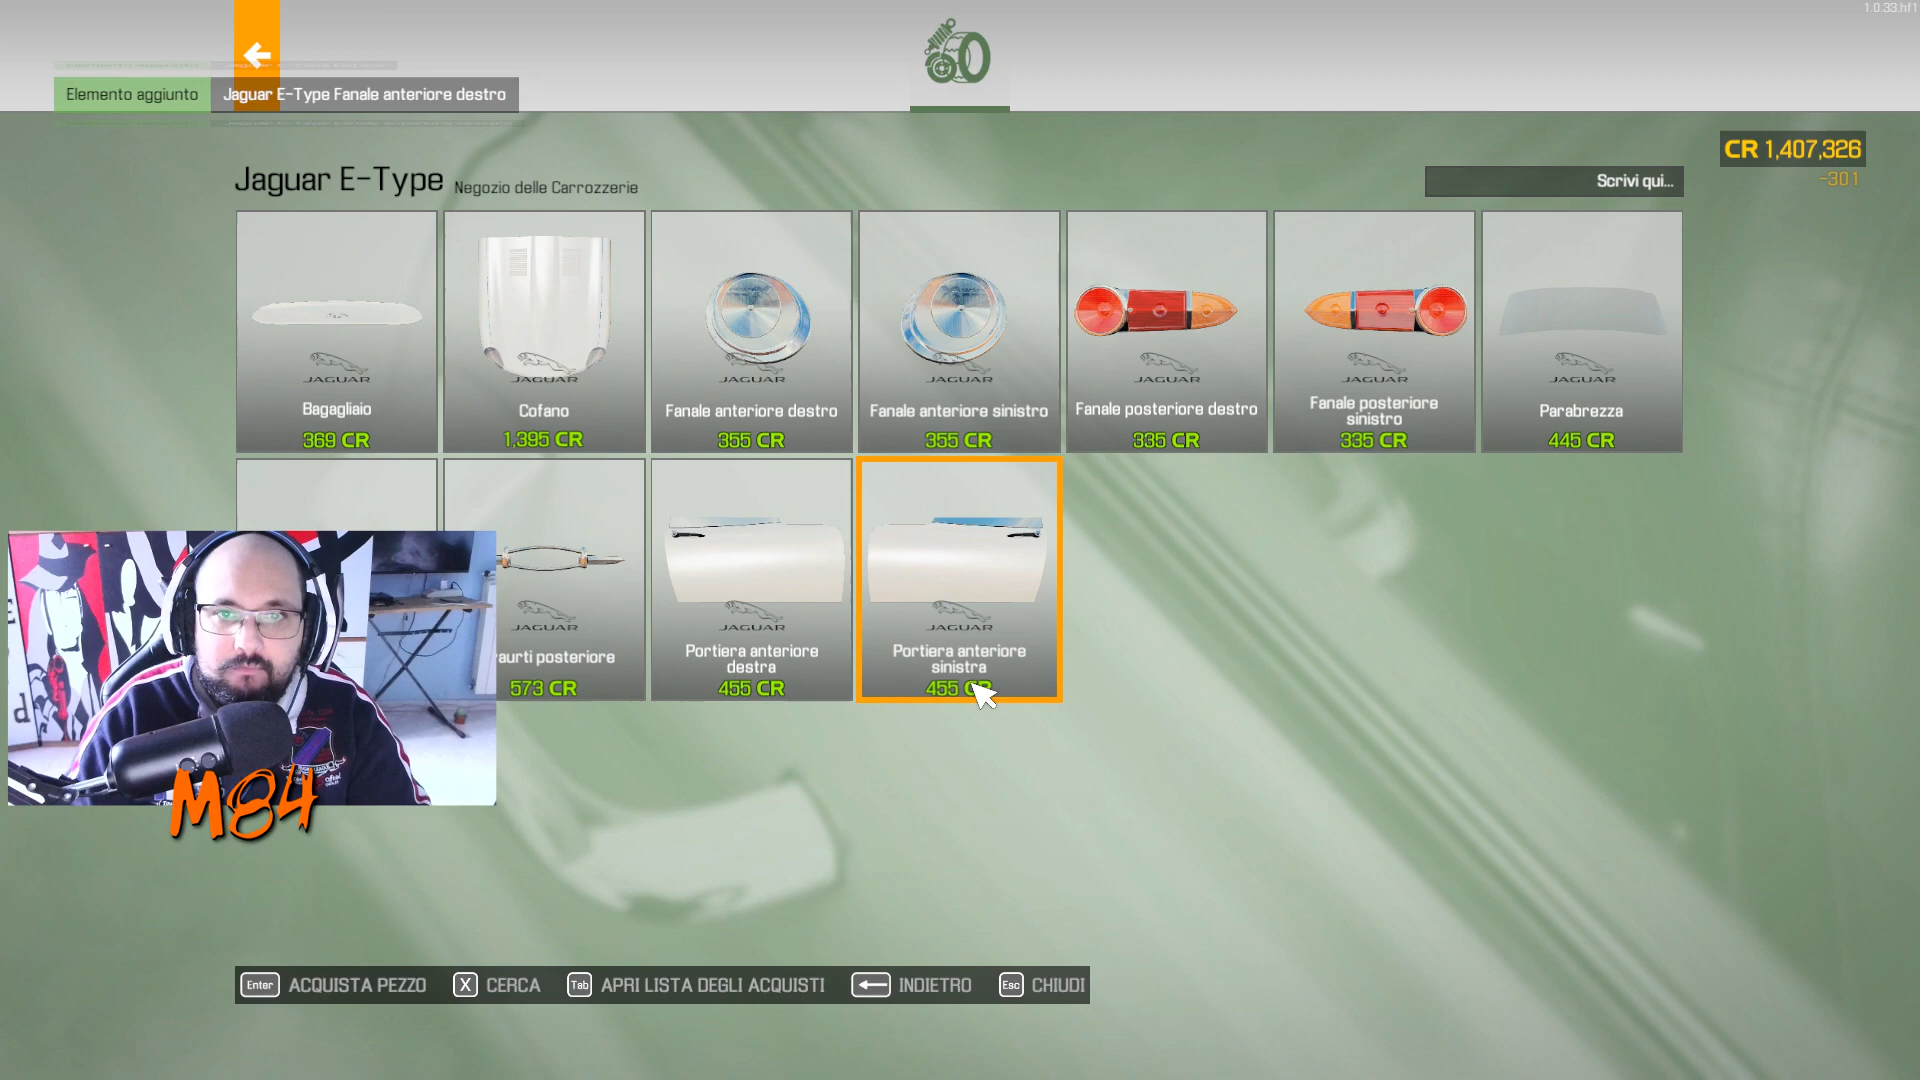 1.0.33.hf1
Elemento aggiunto
Jaguar E-Type Fanale anteriore destro
CR 1,407,326
-301
Jaguar E-Type Negozio delle Carrozzerie
Scrivi qui...
JAGUAR
Bagagliaio
369 CR
JAGUAR
Cofano
1,395 CR
JAGUAR
Fanale anteriore destro
355 CR
JAGUAR
Fanale anteriore sinistro
355 CR
JAGUAR
Fanale posteriore destro
335 CR
JAGUAR
Fanale posteriore
sinistro
335 CR
JAGUAR
Parabrezza
445 CR
JAGUAR
aurti posteriore
573 CR
JAGUAR
Portiera anteriore
destra
455 CR
JAGUAR
Portiera anteriore
sinistra
455 CR
M84
Enter ACQUISTA PEZZO
X CERCA
Tab APRI LISTA DEGLI ACQUISTI
INDIETRO
Esc CHIUDI